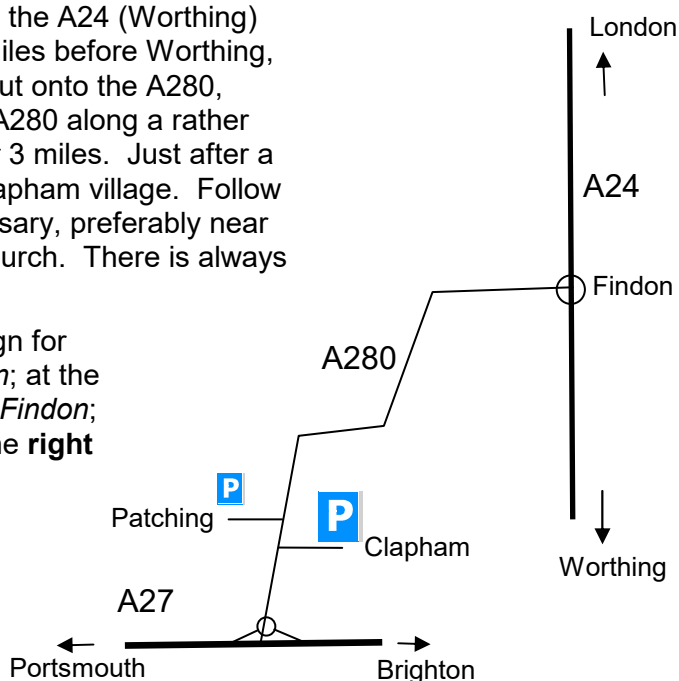 the A24 (Worthing)
iles before Worthing,
ut onto the A280,
A280 along a rather
3 miles.  Just after a
apham village.  Follow
sary, preferably near
urch.  There is always
gn for
; at the
Findon;
ne right
London
A24
Findon
A280
P
Patching
P
Clapham
Worthing
A27
Portsmouth
Brighton